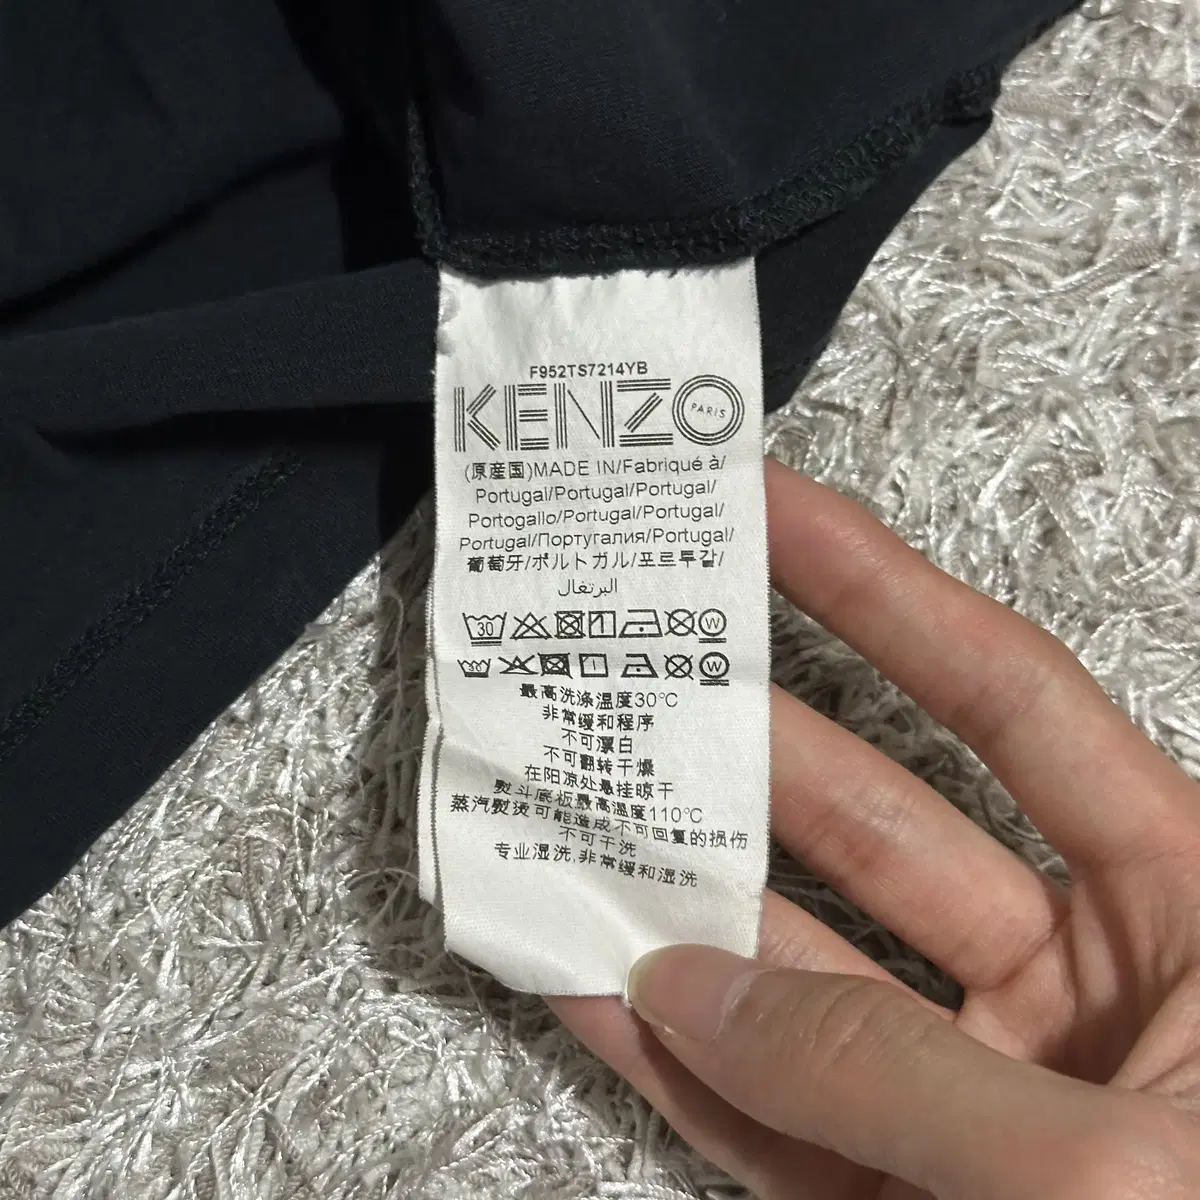 F952TS7214YB
KENZO
PARIS
(原産国)MADE IN/Fabriqué à/
Portugal/Portugal/Portugal/
Portogallo/Portugal/Portugal/
Portugal/Португалия/Portugal/
葡萄牙/ポルトガル/포르투갈/
البرتغال
30 W
30 W
最高洗涤温度30℃
非常缓和程序
不可漂白
不可翻转干燥
在阳凉处悬挂晾干
熨斗底板最高温度110℃
蒸汽熨烫可能造成不可回复的损伤
不可干洗
专业湿洗,非常缓和湿洗